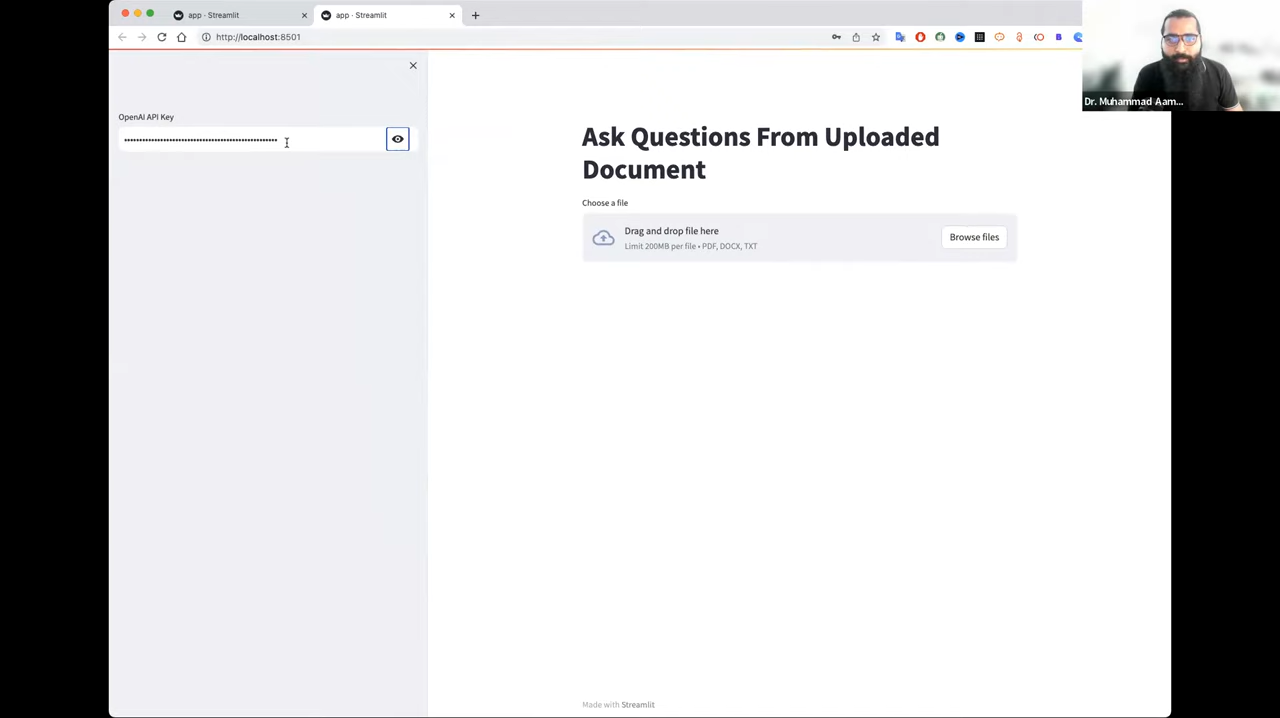 app · Streamlit
app · Streamlit
http://localhost:8501
Dr. Muhammad Aam...
OpenAI API Key
••••••••••••••••••••••••••••••••••••••••••••••••••••
Ask Questions From Uploaded
Document
Choose a file
Drag and drop file here
Limit 200MB per file • PDF, DOCX, TXT
Browse files
Made with Streamlit